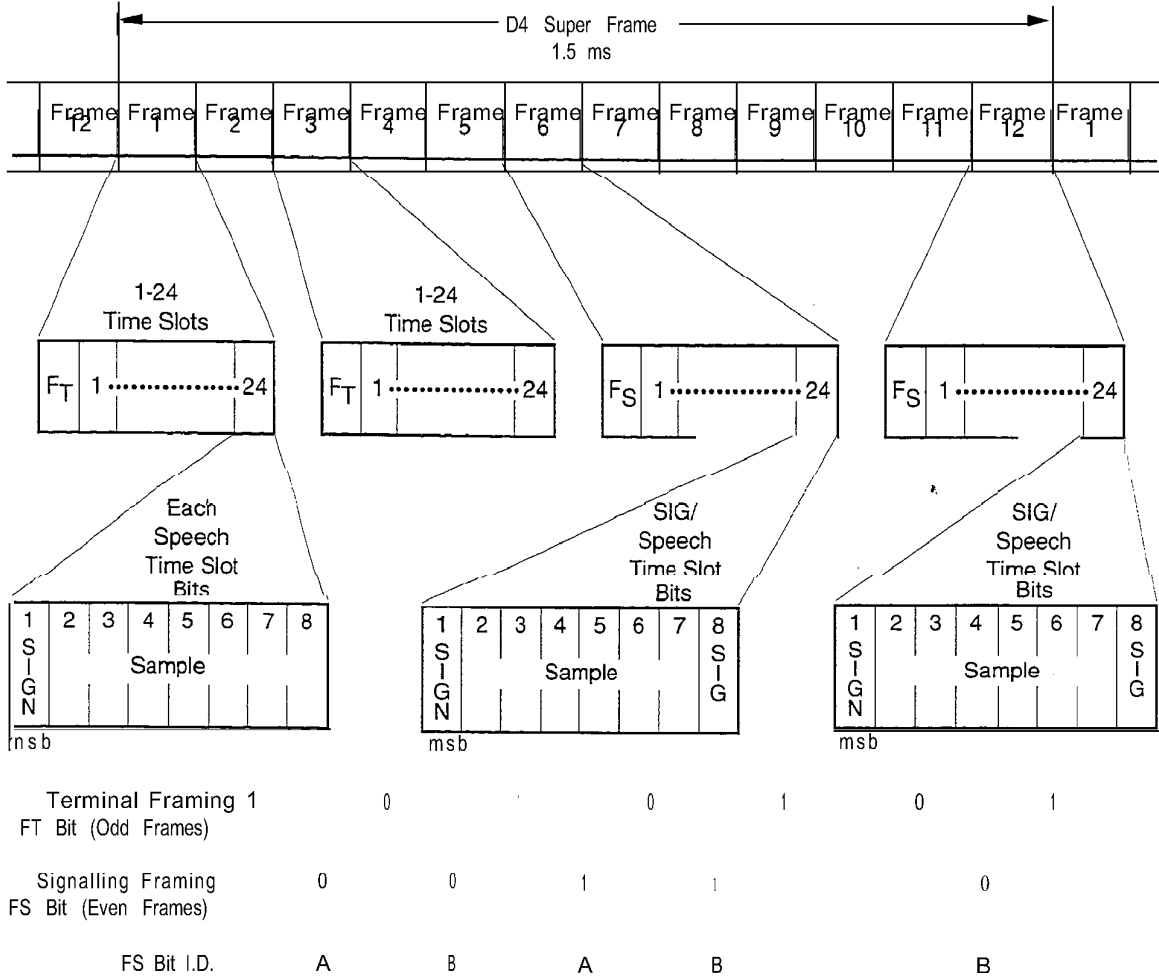 D4 Super Frame
1.5 ms
Frame Frame Frame Frame Frame Frame Frame Frame Frame Frame Frame Frame Frame Frame
12 1 2 3 4 5 6 7 8 9 10 11 12 1
1-24
Time Slots
1-24
Time Slots
FT 1 24
FT 1 24
FS 1 24
FS 1 24
Each
Speech
Time Slot
Bits
SIG/
Speech
Time Slot
Bits
SIG/
Speech
Time Slot
Bits
1 2 3 4 5 6 7 8
SIGN
Sample
msb
1 2 3 4 5 6 7 8
SIGN
Sample
SIG
msb
1 2 3 4 5 6 7 8
SIGN
Sample
SIG
msb
Terminal Framing 1 0 0 1 0 1
FT Bit (Odd Frames)
Signalling Framing 0 0 1 1 0
FS Bit (Even Frames)
FS Bit I.D. A B A B B